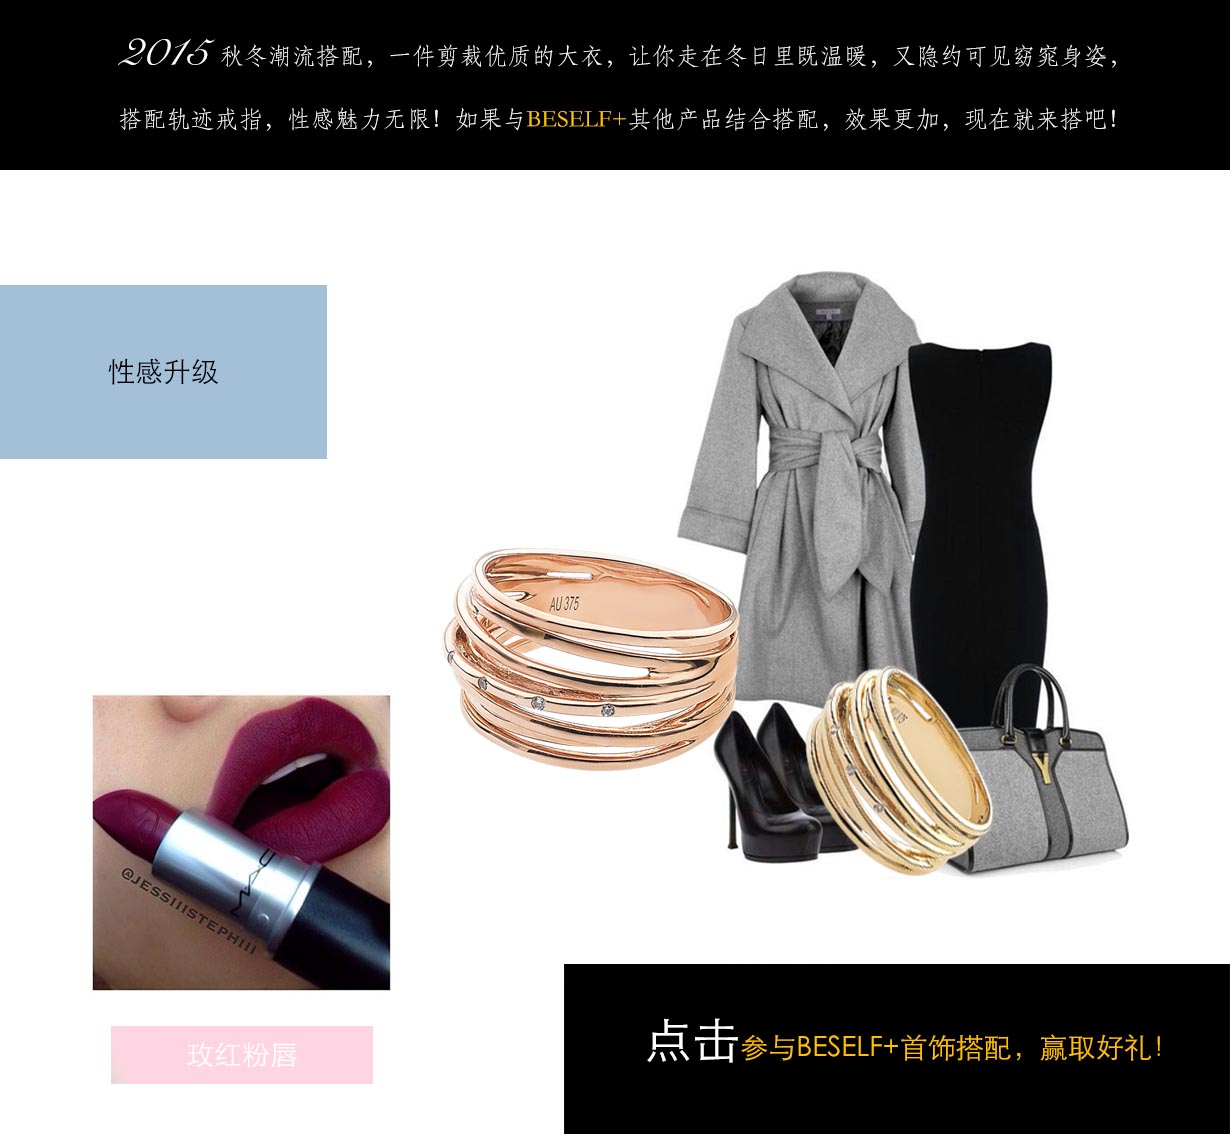 2015 秋冬潮流搭配，一件剪裁优质的大衣，让你走在冬日里既温暖，又隐约可见窈窕身姿，
搭配轨迹戒指，性感魅力无限！如果与BESELF+其他产品结合搭配，效果更加，现在就来搭吧！
性感升级
AU 375
MAC
@JESSIIISTEPHIII
玫红粉唇
点击参与BESELF+首饰搭配，赢取好礼！